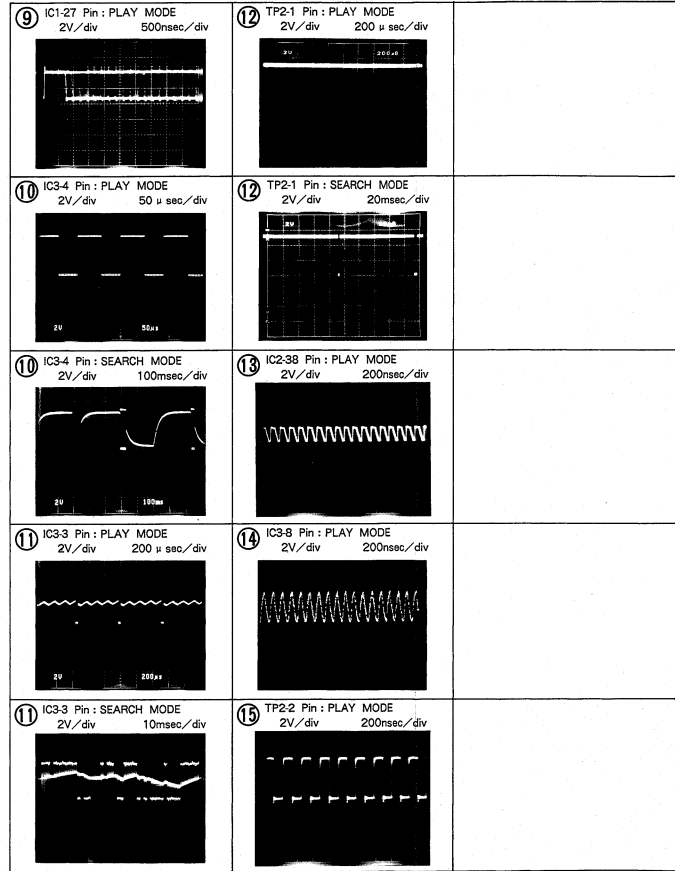 ⑨ IC1-27 Pin : PLAY MODE
2V/div 500nsec/div
⑩ IC3-4 Pin : PLAY MODE
2V/div 50 μ sec/div
2V 50μs
⑩ IC3-4 Pin : SEARCH MODE
2V/div 100msec/div
2V 100ms
⑪ IC3-3 Pin : PLAY MODE
2V/div 200 μ sec/div
2V 200μs
⑪ IC3-3 Pin : SEARCH MODE
2V/div 10msec/div
⑫ TP2-1 Pin : PLAY MODE
2V/div 200 μ sec/div
2V 200μs
⑫ TP2-1 Pin : SEARCH MODE
2V/div 20msec/div
2V
⑬ IC2-38 Pin : PLAY MODE
2V/div 200nsec/div
⑭ IC3-8 Pin : PLAY MODE
2V/div 200nsec/div
⑮ TP2-2 Pin : PLAY MODE
2V/div 200nsec/div